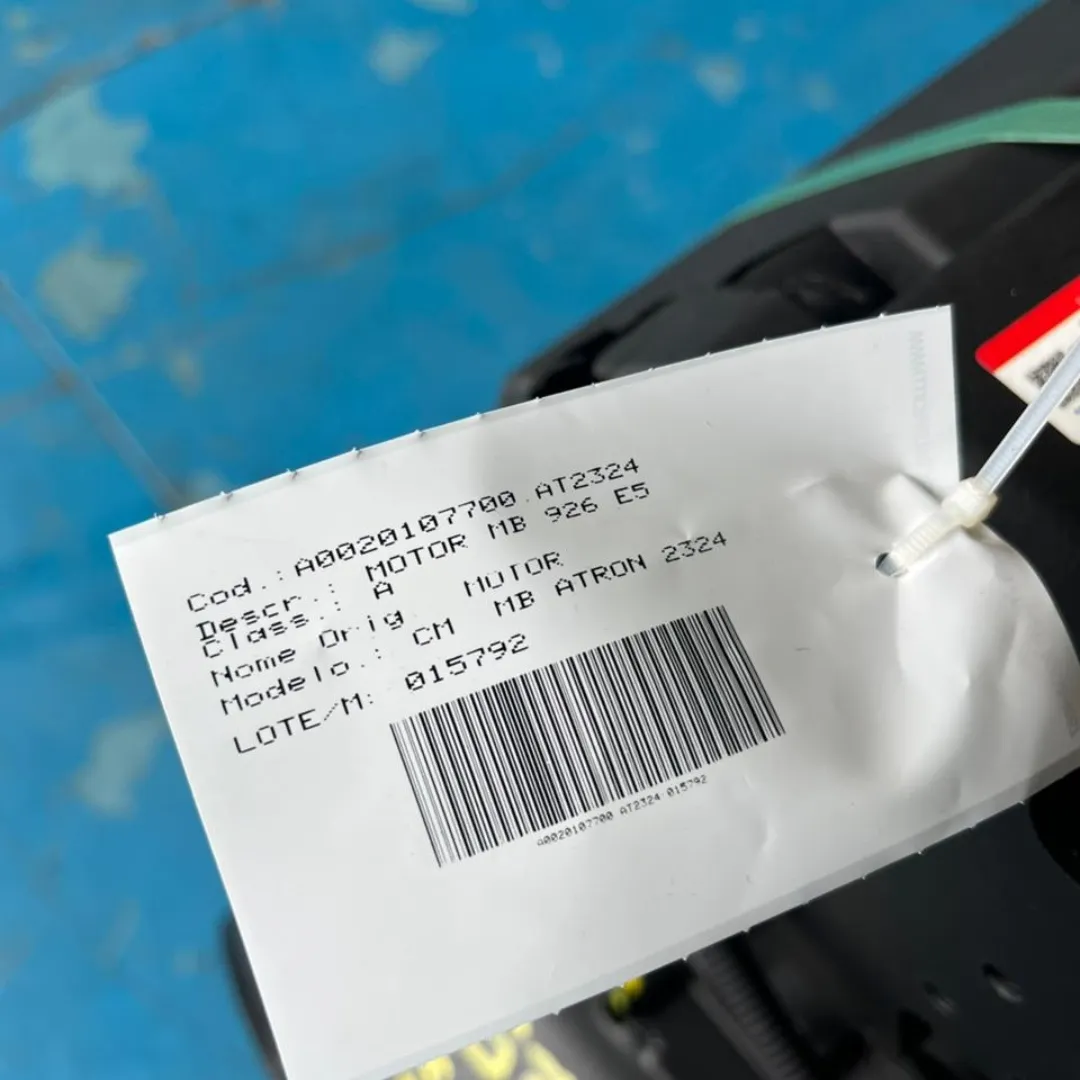 Cod.: A0020107700 AT2324
Descr.: MOTOR MB 926 E5
Class.: A
Nome Orig MOTOR
Modelo.: CM MB ATRON 2324
LOTE/M: 015792
A0020107700 AT2324 015792